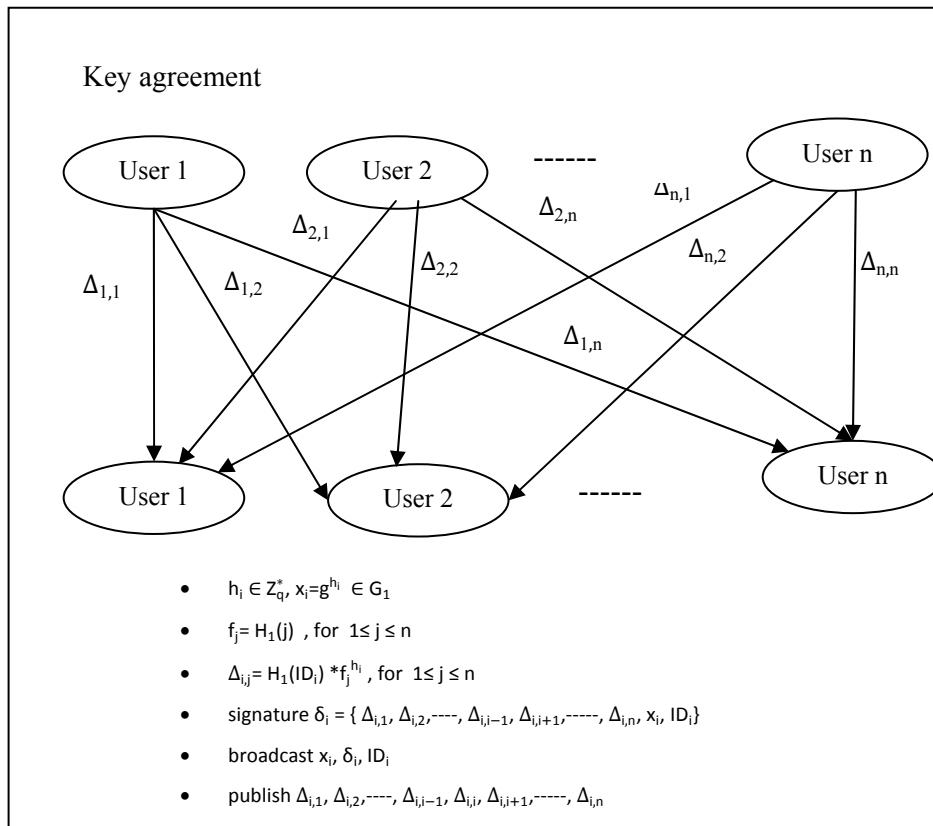 Key agreement
User 1
User 2
------
User n
Δn,1
Δ2,n
Δ2,1
Δn,2
Δ2,2
Δn,n
Δ1,1
Δ1,2
Δ1,n
User 1
User 2
------
User n
• hᵢ ∈ Z*q, xᵢ=g^hᵢ ∈ G₁
• fⱼ= H₁(j) , for 1≤ j ≤ n
• Δi,j= H₁(IDᵢ) *fⱼ^hᵢ , for 1≤ j ≤ n
• signature δᵢ = { Δi,1, Δi,2,----, Δi,i−1, Δi,i+1,-----, Δi,n, xᵢ, IDᵢ}
• broadcast xᵢ, δᵢ, IDᵢ
• publish Δi,1, Δi,2,----, Δi,i−1, Δi,i, Δi,i+1,-----, Δi,n